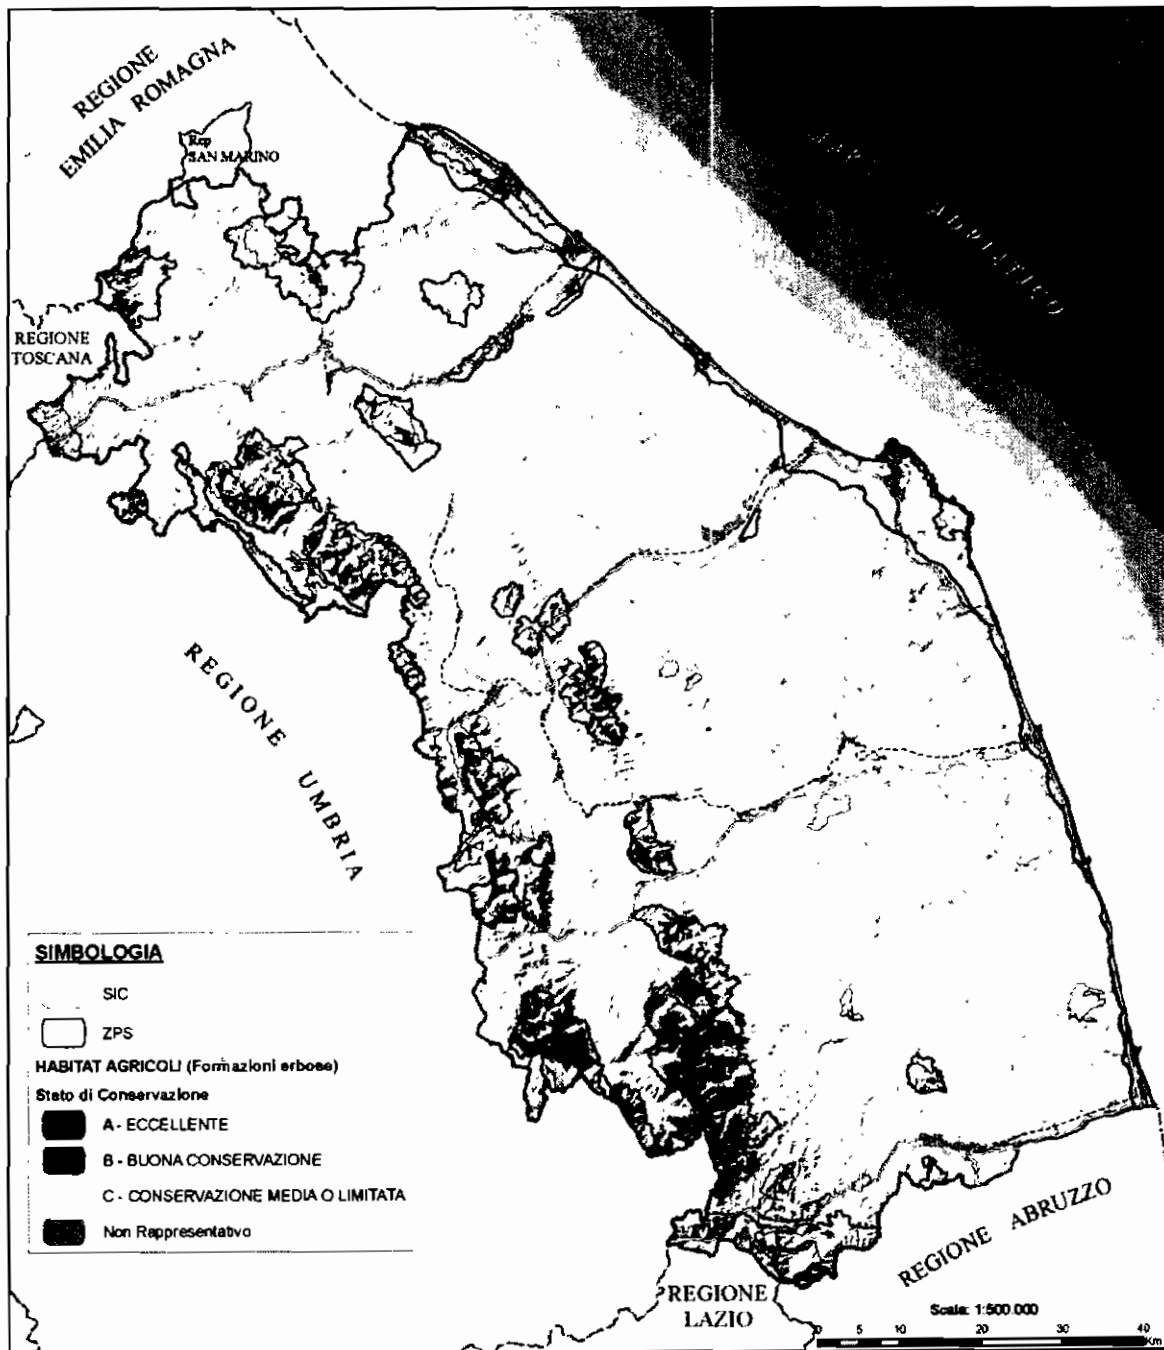 REGIONE
EMILIA ROMAGNA
Rep
SAN MARINO
ADRIATICO
REGIONE
TOSCANA
REGIONE UMBRIA
SIMBOLOGIA
SIC
ZPS
HABITAT AGRICOLI (Formazioni erbose)
Stato di Conservazione
A - ECCELLENTE
B - BUONA CONSERVAZIONE
C - CONSERVAZIONE MEDIA O LIMITATA
Non Rappresentativo
REGIONE ABRUZZO
REGIONE
LAZIO
Scala: 1:500.000
0 5 10 20 30 40
Km